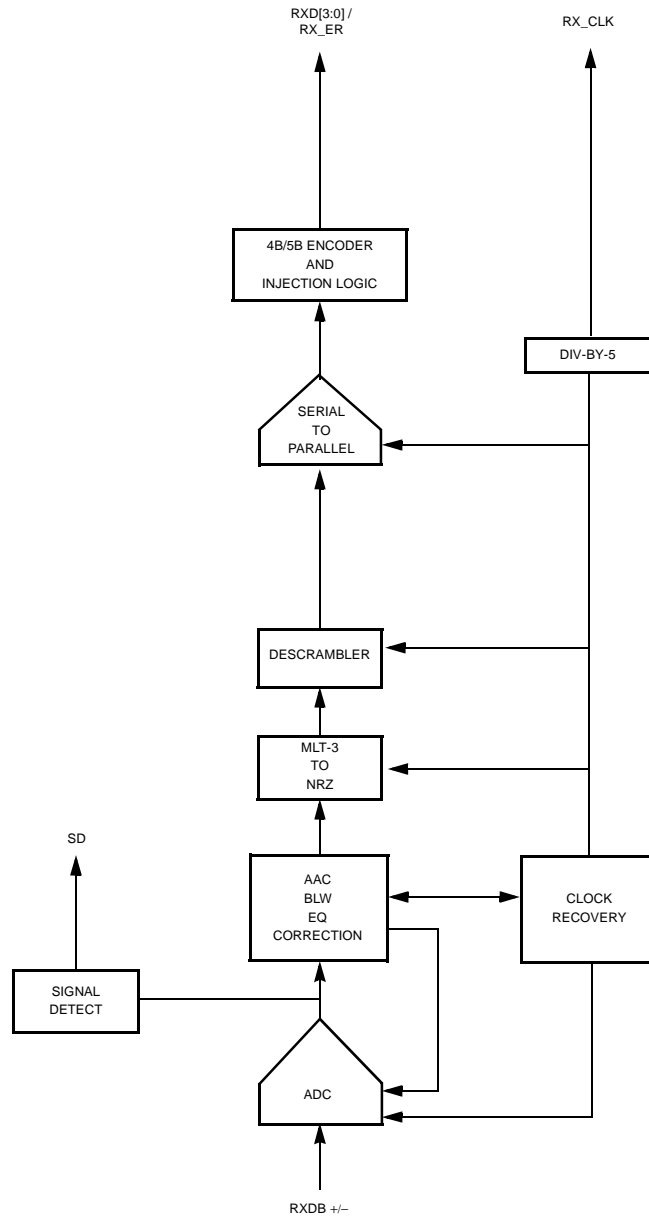 RXD[3:0] /
RX_ER
RX_CLK
4B/5B ENCODER
AND
INJECTION LOGIC
DIV-BY-5
SERIAL
TO
PARALLEL
DESCRAMBLER
MLT-3
TO
NRZ
SD
AAC
BLW
EQ
CORRECTION
CLOCK
RECOVERY
SIGNAL
DETECT
ADC
RXDB +/−